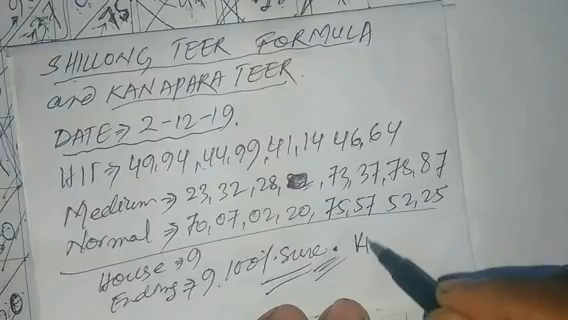 SHILLONG TEER FORMULA
and KANAPARA TEER.
DATE⇒ 2-12-19.
HIT⇒ 49,94,44,99,41,14 46,64
Medium⇒ 23,32,28, ,73,37,78,87
Normal⇒ 70,07,02,20, 75,57 52,25
House⇒9
Ending⇒9.100% sure.